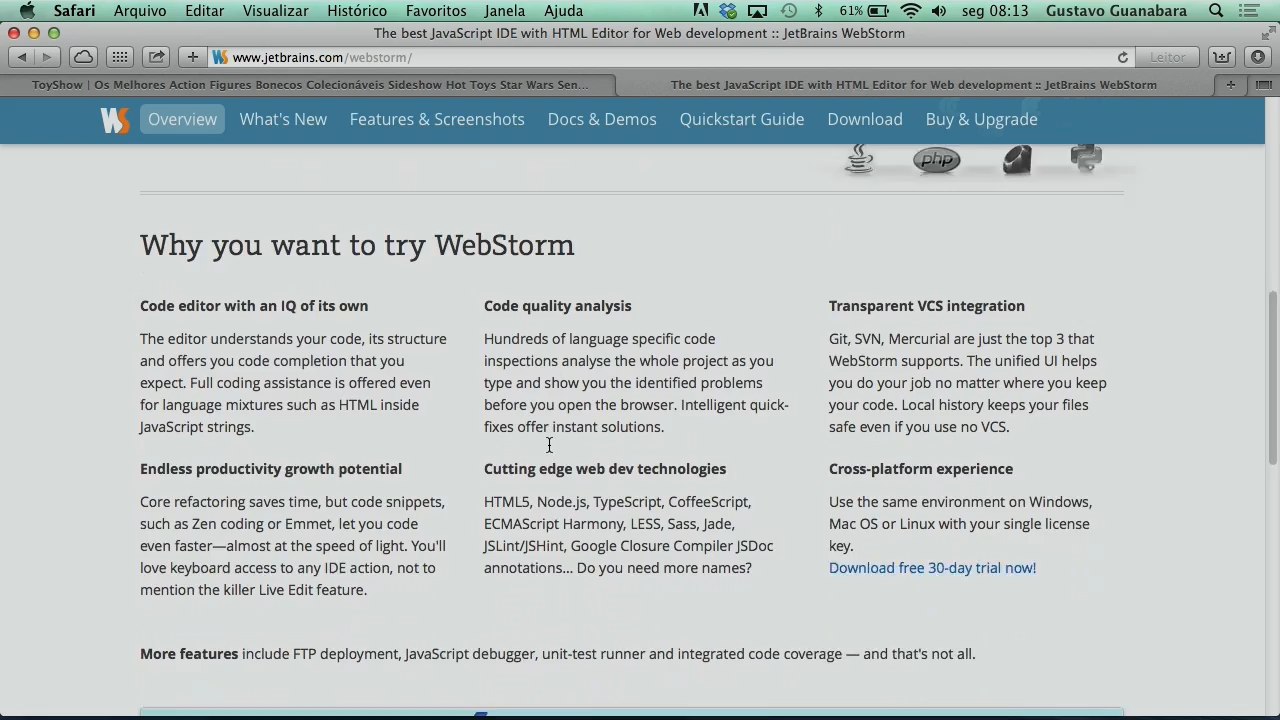 Safari Arquivo Editar Visualizar Histórico Favoritos Janela Ajuda 61% seg 08:13 Gustavo Guanabara
The best JavaScript IDE with HTML Editor for Web development :: JetBrains WebStorm
www.jetbrains.com/webstorm/ Leitor
ToyShow | Os Melhores Action Figures Bonecos Colecionáveis Sideshow Hot Toys Star Wars Sen... The best JavaScript IDE with HTML Editor for Web development :: JetBrains WebStorm
WS Overview What's New Features & Screenshots Docs & Demos Quickstart Guide Download Buy & Upgrade
php
Why you want to try WebStorm
Code editor with an IQ of its own
The editor understands your code, its structure
and offers you code completion that you
expect. Full coding assistance is offered even
for language mixtures such as HTML inside
JavaScript strings.
Code quality analysis
Hundreds of language specific code
inspections analyse the whole project as you
type and show you the identified problems
before you open the browser. Intelligent quick-
fixes offer instant solutions.
Transparent VCS integration
Git, SVN, Mercurial are just the top 3 that
WebStorm supports. The unified UI helps
you do your job no matter where you keep
your code. Local history keeps your files
safe even if you use no VCS.
Endless productivity growth potential
Core refactoring saves time, but code snippets,
such as Zen coding or Emmet, let you code
even faster—almost at the speed of light. You'll
love keyboard access to any IDE action, not to
mention the killer Live Edit feature.
Cutting edge web dev technologies
HTML5, Node.js, TypeScript, CoffeeScript,
ECMAScript Harmony, LESS, Sass, Jade,
JSLint/JSHint, Google Closure Compiler JSDoc
annotations... Do you need more names?
Cross-platform experience
Use the same environment on Windows,
Mac OS or Linux with your single license
key.
Download free 30-day trial now!
More features include FTP deployment, JavaScript debugger, unit-test runner and integrated code coverage — and that's not all.